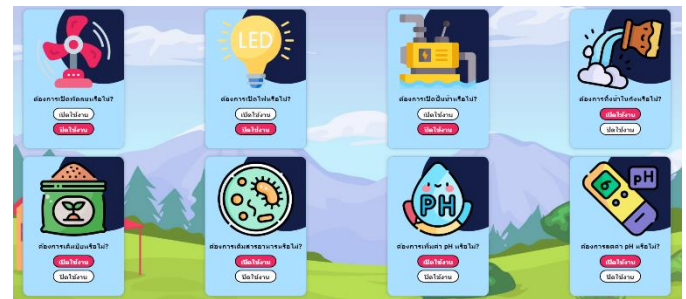 LED
ต้องการเปิดพัดลมหรือไม่?
เปิดใช้งาน
ปิดใช้งาน
ต้องการเปิดไฟหรือไม่?
เปิดใช้งาน
ปิดใช้งาน
ต้องการเปิดปั๊มน้ำหรือไม่?
เปิดใช้งาน
ปิดใช้งาน
ต้องการทิ้งน้ำในถังหรือไม่?
เปิดใช้งาน
ปิดใช้งาน
ต้องการเติมปุ๋ยหรือไม่?
เปิดใช้งาน
ปิดใช้งาน
ต้องการเติมสารอาหารหรือไม่?
เปิดใช้งาน
ปิดใช้งาน
PH
ต้องการเพิ่มค่า pH หรือไม่?
เปิดใช้งาน
ปิดใช้งาน
6
pH
ต้องการลดค่า pH หรือไม่?
เปิดใช้งาน
ปิดใช้งาน